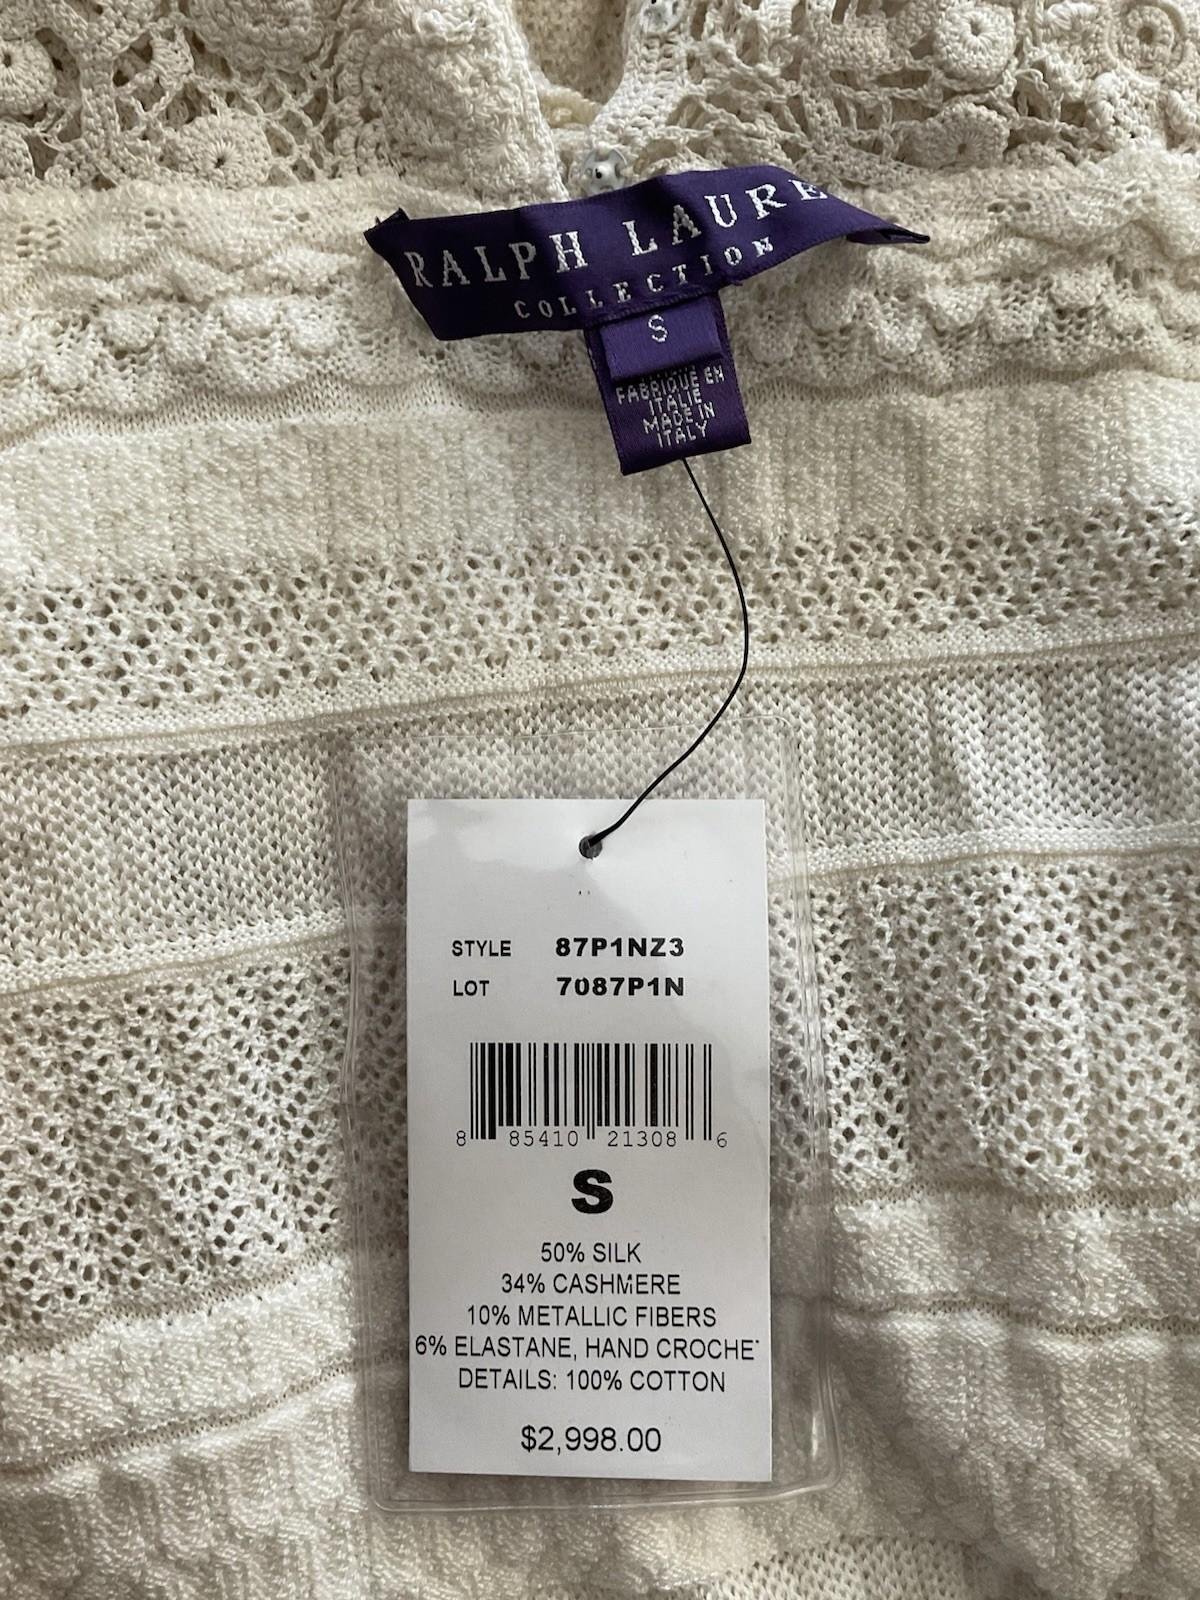 RALPH LAURE
COLLECTION
S
FABRIQUÉ EN
ITALIE
MADE IN
ITALY
STYLE 87P1NZ3
LOT 7087P1N
8 85410 21308 6
S
50% SILK
34% CASHMERE
10% METALLIC FIBERS
6% ELASTANE, HAND CROCHE
DETAILS: 100% COTTON
$2,998.00